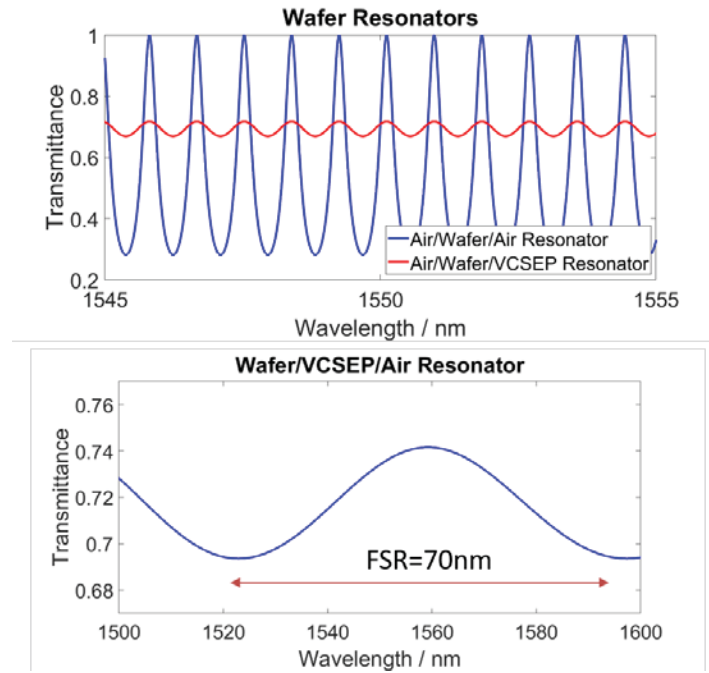 Wafer Resonators
Transmittance
1
0.8
0.6
0.4
0.2
Air/Wafer/Air Resonator
Air/Wafer/VCSEP Resonator
1545
1550
1555
Wavelength / nm
Wafer/VCSEP/Air Resonator
Transmittance
0.76
0.74
0.72
0.7
0.68
FSR=70nm
1500
1520
1540
1560
1580
1600
Wavelength / nm